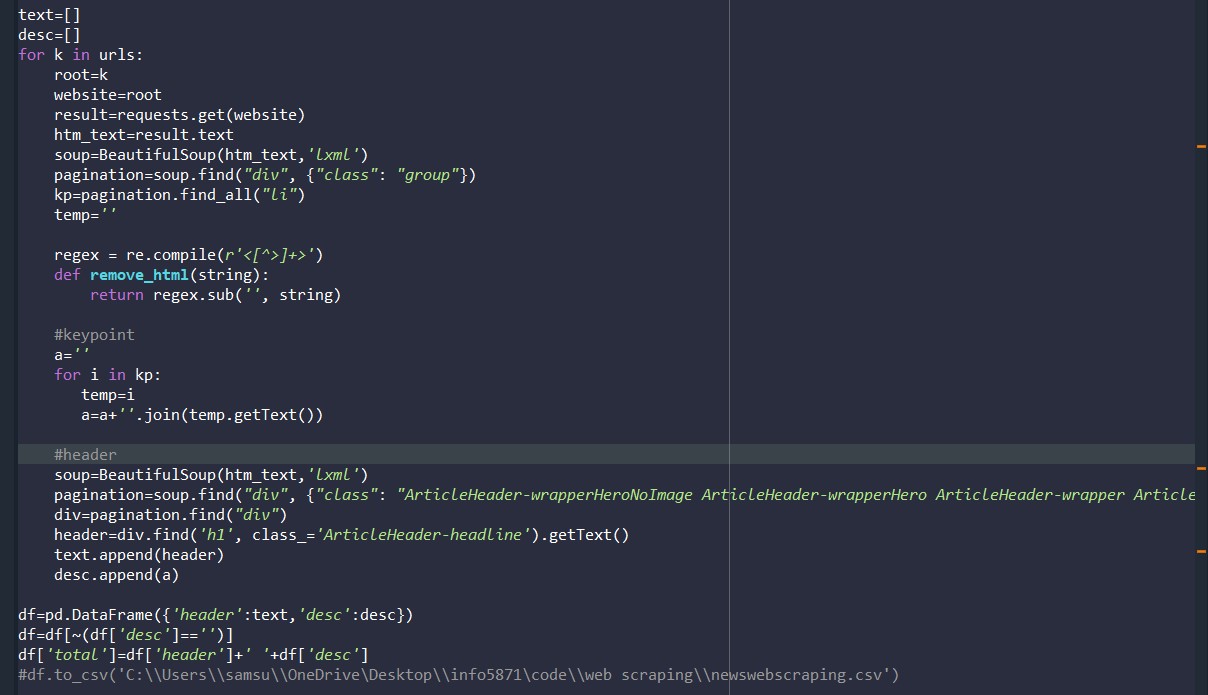 text=[]
desc=[]
for k in urls:
    root=k
    website=root
    result=requests.get(website)
    htm_text=result.text
    soup=BeautifulSoup(htm_text,'lxml')
    pagination=soup.find("div", {"class": "group"})
    kp=pagination.find_all("li")
    temp=''
    regex = re.compile(r'<[^>]+>')
    def remove_html(string):
        return regex.sub('', string)
    #keypoint
    a=''
    for i in kp:
       temp=i
       a=a+''.join(temp.getText())
    #header
    soup=BeautifulSoup(htm_text,'lxml')
    pagination=soup.find("div", {"class": "ArticleHeader-wrapperHeroNoImage ArticleHeader-wrapperHero ArticleHeader-wrapper Article
    div=pagination.find("div")
    header=div.find('h1', class_='ArticleHeader-headline').getText()
    text.append(header)
    desc.append(a)
df=pd.DataFrame({'header':text,'desc':desc})
df=df[~(df['desc']=='')]
df['total']=df['header']+' '+df['desc']
#df.to_csv('C:\\Users\\samsu\\OneDrive\Desktop\\info5871\code\\web scraping\\newswebscraping.csv')